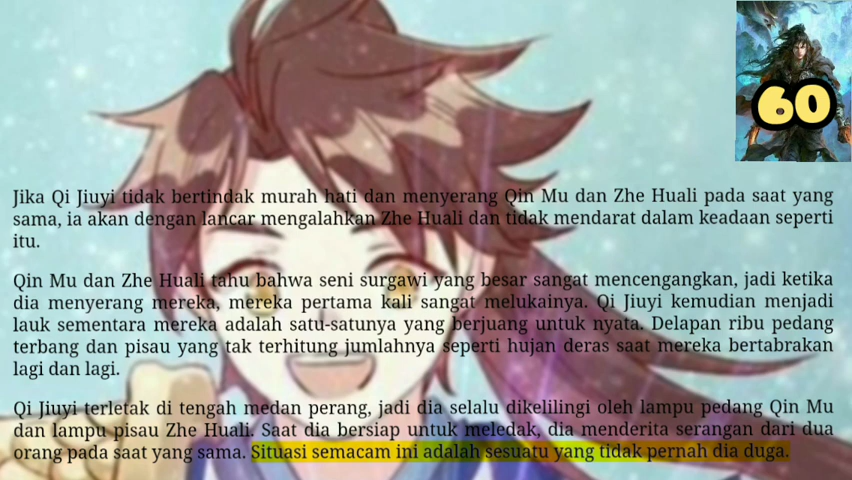 60
Jika Qi Jiuyi tidak bertindak murah hati dan menyerang Qin Mu dan Zhe Huali pada saat yang
sama, ia akan dengan lancar mengalahkan Zhe Huali dan tidak mendarat dalam keadaan seperti
itu.
Qin Mu dan Zhe Huali tahu bahwa seni surgawi yang besar sangat mencengangkan, jadi ketika
dia menyerang mereka, mereka pertama kali sangat melukainya. Qi Jiuyi kemudian menjadi
lauk sementara mereka adalah satu-satunya yang berjuang untuk nyata. Delapan ribu pedang
terbang dan pisau yang tak terhitung jumlahnya seperti hujan deras saat mereka bertabrakan
lagi dan lagi.
Qi Jiuyi terletak di tengah medan perang, jadi dia selalu dikelilingi oleh lampu pedang Qin Mu
dan lampu pisau Zhe Huali. Saat dia bersiap untuk meledak, dia menderita serangan dari dua
orang pada saat yang sama. Situasi semacam ini adalah sesuatu yang tidak pernah dia duga.